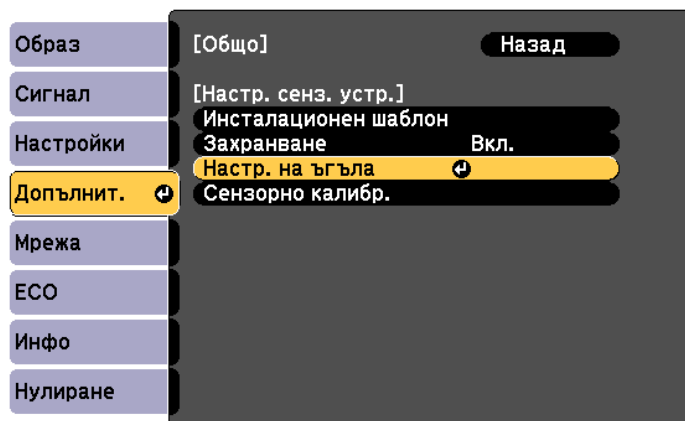 Образ
Сигнал
Настройки
Допълнит.
Мрежа
ECO
Инфо
Нулиране
[Общо] Назад
[Настр. сенз. устр.]
Инсталационен шаблон
Захранване Вкл.
Настр. на ъгъла
Сензорно калибр.